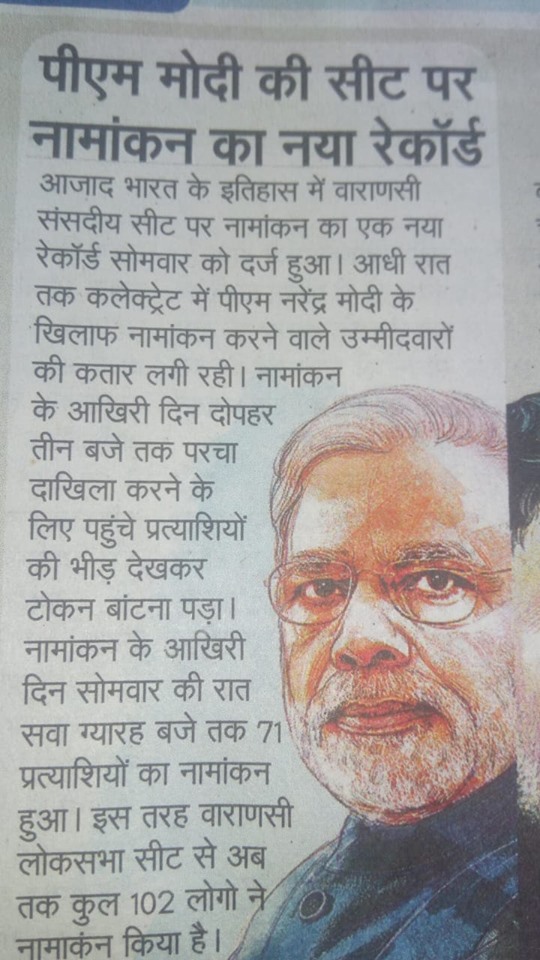 पीएम मोदी की सीट पर
नामांकन का नया रेकॉर्ड
आजाद भारत के इतिहास में वाराणसी
संसदीय सीट पर नामांकन का एक नया
रेकॉर्ड सोमवार को दर्ज हुआ। आधी रात
तक कलेक्ट्रेट में पीएम नरेंद्र मोदी के
खिलाफ नामांकन करने वाले उम्मीदवारों
की कतार लगी रही। नामांकन
के आखिरी दिन दोपहर
तीन बजे तक परचा
दाखिला करने के
लिए पहुंचे प्रत्याशियों
की भीड़ देखकर
टोकन बांटना पड़ा।
नामांकन के आखिरी
दिन सोमवार की रात
सवा ग्यारह बजे तक 71
प्रत्याशियों का नामांकन
हुआ। इस तरह वाराणसी
लोकसभा सीट से अब
तक कुल 102 लोगो ने
नामाकंन किया है।